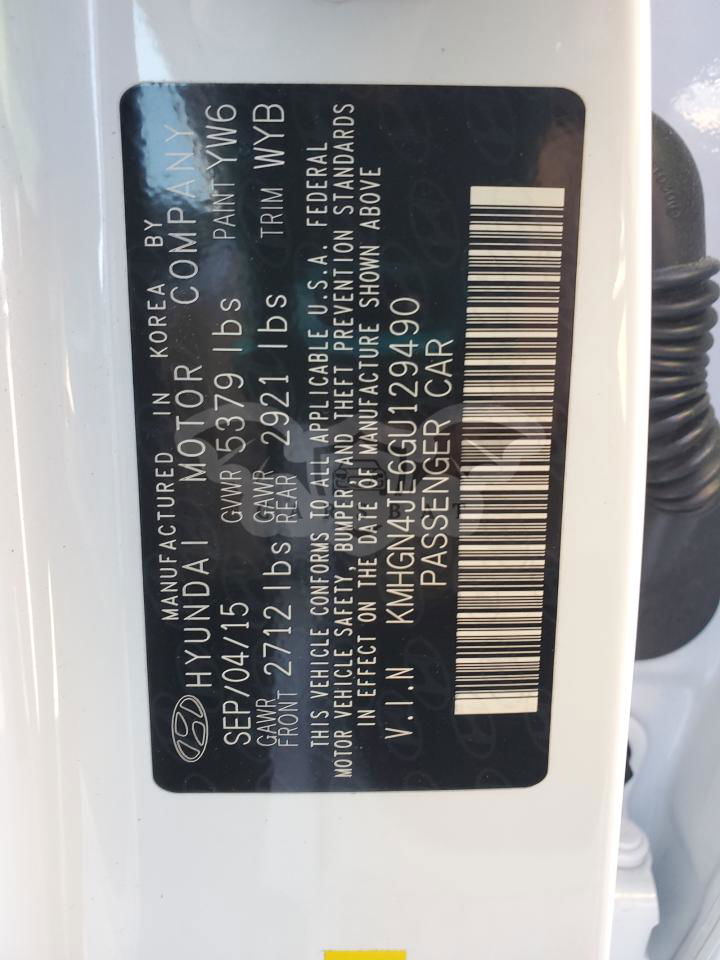 MANUFACTURED IN KOREA BY
HYUNDAI MOTOR COMPANY
SEP/04/15 GVWR 5379 lbs PAINT YW6
GAWR FRONT 2712 lbs GAWR REAR 2921 lbs TRIM WYB
THIS VEHICLE CONFORMS TO ALL APPLICABLE U.S.A. FEDERAL
MOTOR VEHICLE SAFETY, BUMPER, AND THEFT PREVENTION STANDARDS
IN EFFECT ON THE DATE OF MANUFACTURE SHOWN ABOVE
V.I.N KMHGN4JE6GU129490
PASSENGER CAR